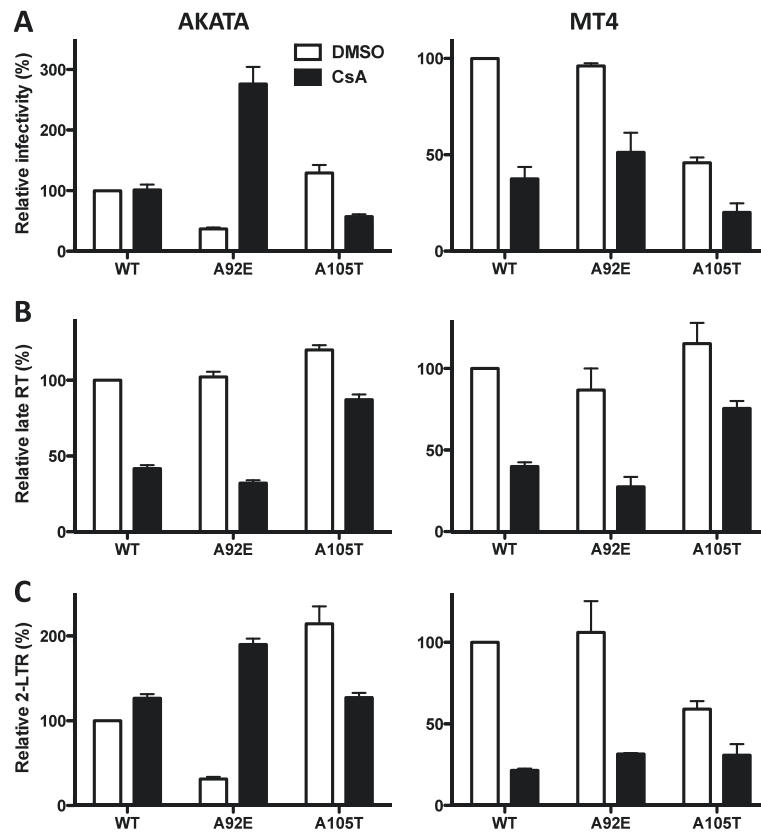 A
AKATA
MT4
DMSO
CsA
Relative infectivity (%)
300
200
100
0
WT
A92E
A105T
100
50
0
WT
A92E
A105T
B
Relative late RT (%)
100
50
0
WT
A92E
A105T
100
50
0
WT
A92E
A105T
C
Relative 2-LTR (%)
200
100
0
WT
A92E
A105T
100
50
0
WT
A92E
A105T